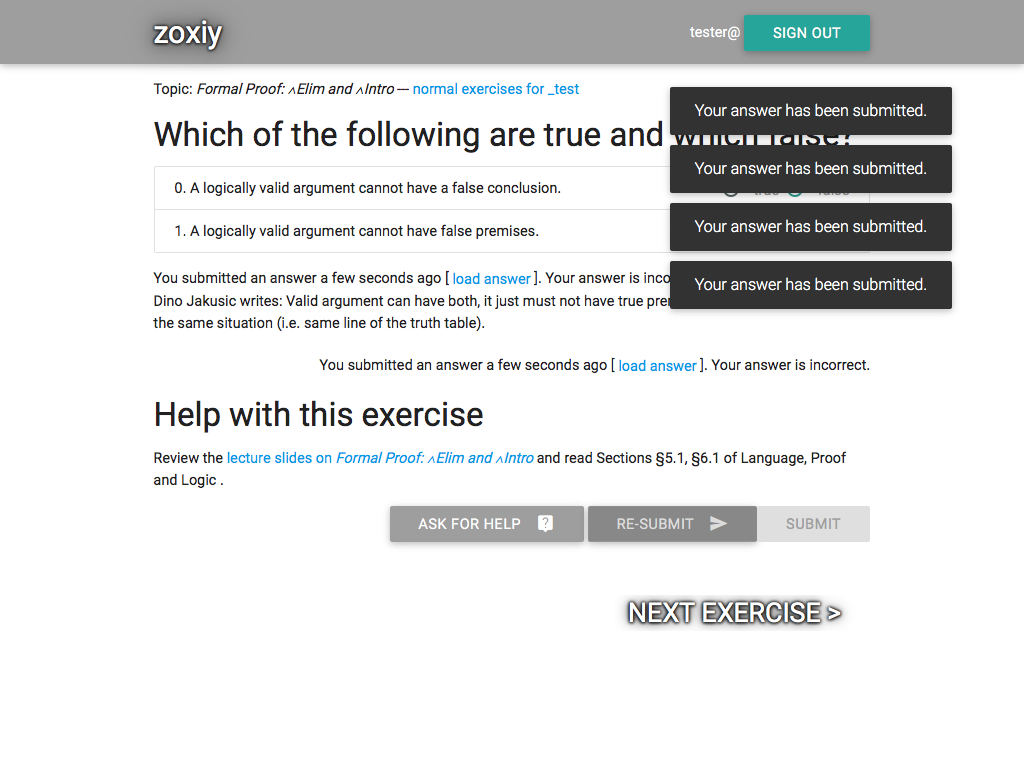 zoxiy
tester@ SIGN OUT
Topic: Formal Proof: ∧Elim and ∧Intro — normal exercises for _test
Your answer has been submitted.
Which of the following are true and which false?
Your answer has been submitted.
0. A logically valid argument cannot have a false conclusion. true false
Your answer has been submitted.
1. A logically valid argument cannot have false premises.
Your answer has been submitted.
You submitted an answer a few seconds ago [ load answer ]. Your answer is
Dino Jakusic writes: Valid argument can have both, it just must not have true
the same situation (i.e. same line of the truth table).
You submitted an answer a few seconds ago [ load answer ]. Your answer is incorrect.
Help with this exercise
Review the lecture slides on Formal Proof: ∧Elim and ∧Intro and read Sections §5.1, §6.1 of Language, Proof
and Logic .
ASK FOR HELP RE-SUBMIT SUBMIT
NEXT EXERCISE >